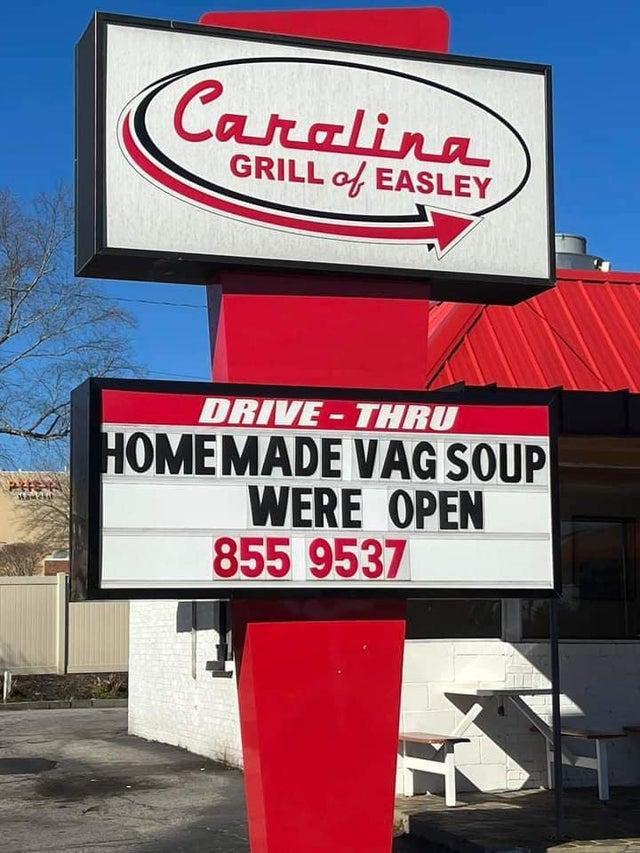 Carolina
GRILL of EASLEY
DRIVE-THRU
HOMEMADE VAG SOUP
WERE OPEN
855 9537